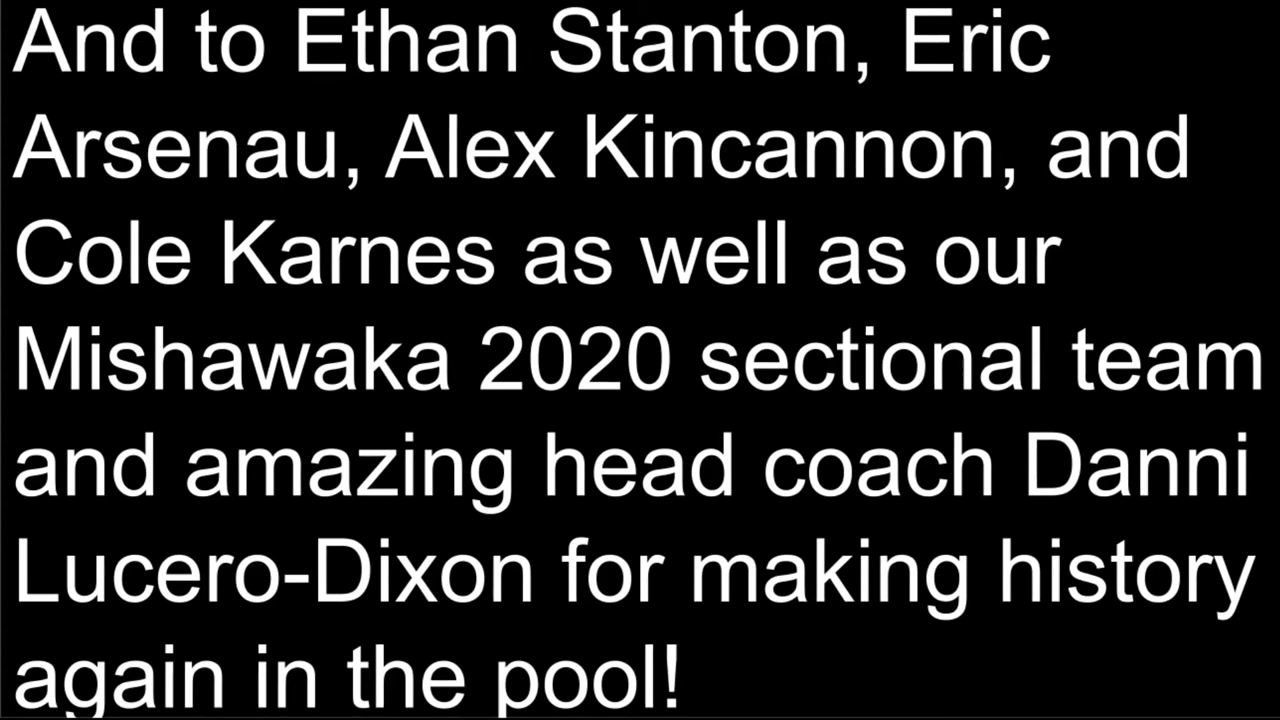 And to Ethan Stanton, Eric
Arsenau, Alex Kincannon, and
Cole Karnes as well as our
Mishawaka 2020 sectional team
and amazing head coach Danni
Lucero-Dixon for making history
again in the pool!